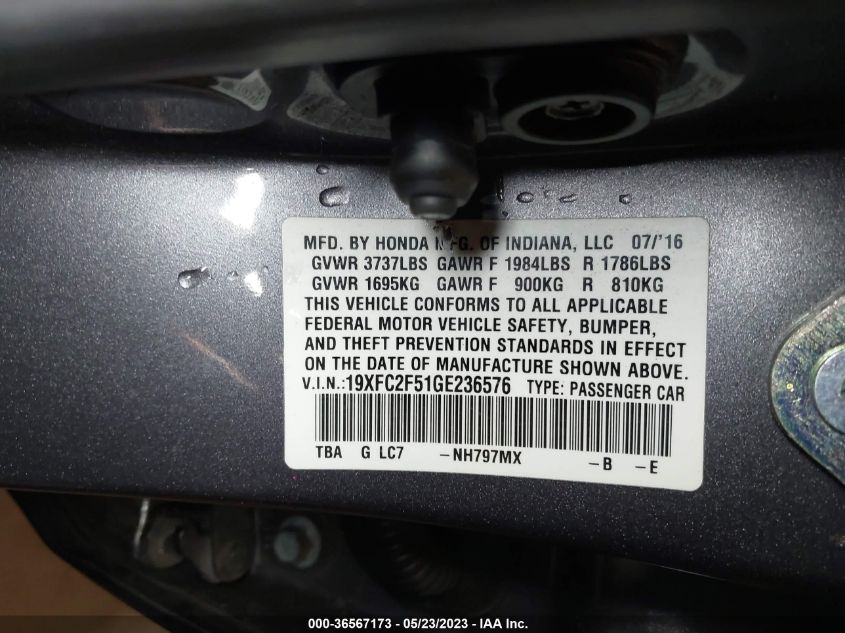 MFD. BY HONDA MFG. OF INDIANA, LLC 07/'16
GVWR 3737LBS GAWR F 1984LBS R 1786LBS
GVWR 1695KG GAWR F 900KG R 810KG
THIS VEHICLE CONFORMS TO ALL APPLICABLE
FEDERAL MOTOR VEHICLE SAFETY, BUMPER,
AND THEFT PREVENTION STANDARDS IN EFFECT
ON THE DATE OF MANUFACTURE SHOWN ABOVE.
V.I.N.:19XFC2F51GE236576 TYPE: PASSENGER CAR
TBA G LC7 -NH797MX -B -E
000-36567173 - 05/23/2023 - IAA Inc.